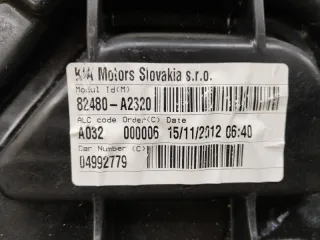 KIA Motors Slovakia s.r.o.
Modul Id(M)
82480-A2320
ALC code Order(C) Date
A032 000006 15/11/2012 06:40
Car Number (C)
04992779